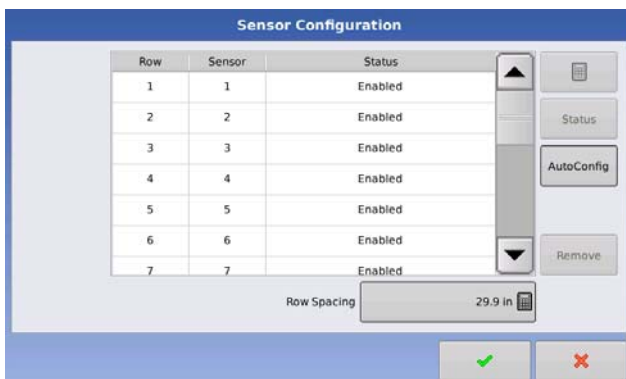 Sensor Configuration
Row Sensor Status
1 1 Enabled
2 2 Enabled
Status
3 3 Enabled
AutoConfig
4 4 Enabled
5 5 Enabled
6 6 Enabled
Remove
7 7 Enabled
Row Spacing 29.9 in